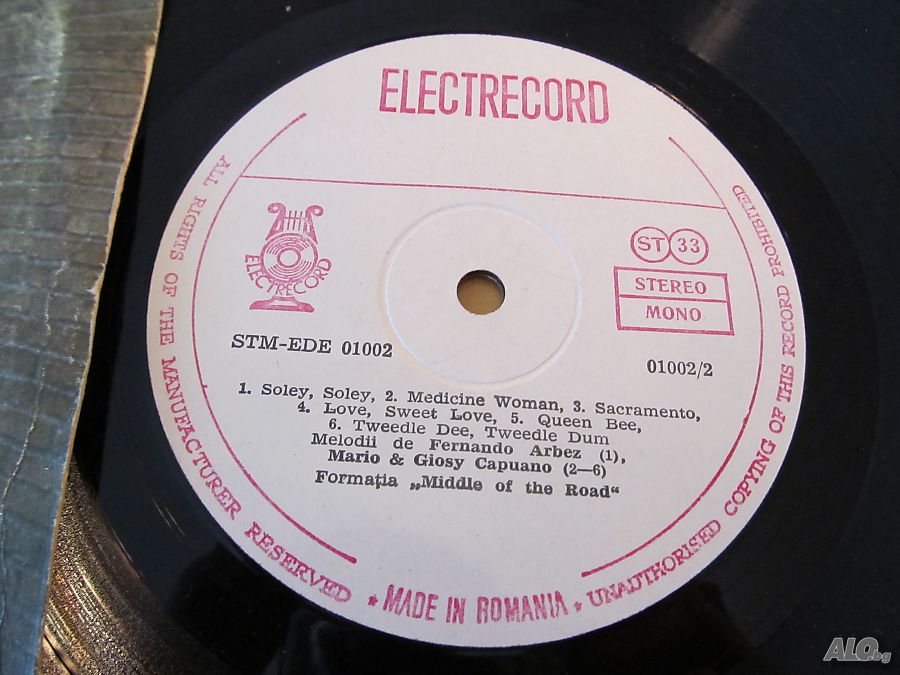 ELECTRECORD
ELECTRECORD
ST 33
STEREO
MONO
STM-EDE 01002
01002/2
1. Soley, Soley, 2. Medicine Woman, 3. Sacramento,
4. Love, Sweet Love, 5. Queen Bee,
6. Tweedle Dee, Tweedle Dum
Melodii de Fernando Arbez (1),
Mario & Giosy Capuano (2—6)
Formația „Middle of the Road“
ALL RIGHTS OF THE MANUFACTURER RESERVED ★ MADE IN ROMANIA ★ UNAUTHORISED COPYING OF THIS RECORD PROHIBITED
ALO.bg